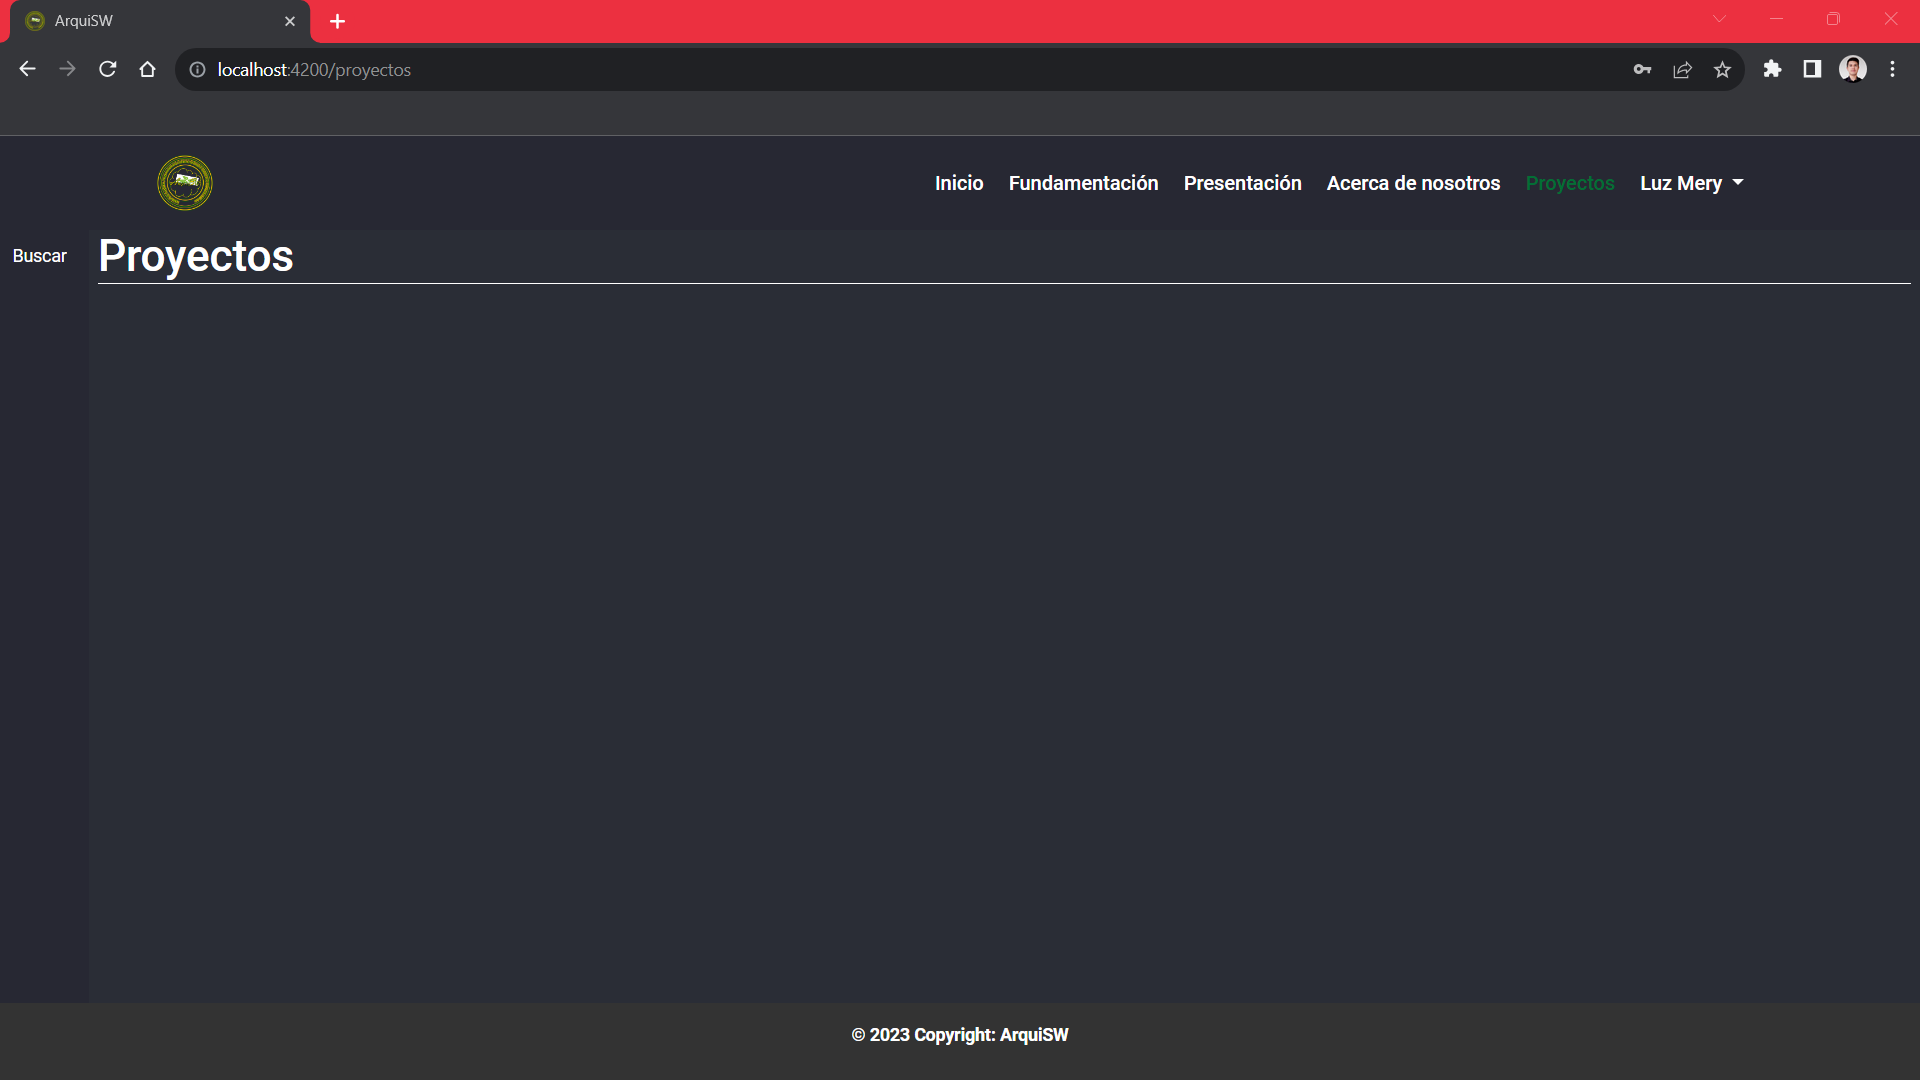 ArquiSW
localhost:4200/proyectos
Inicio Fundamentación Presentación Acerca de nosotros Proyectos Luz Mery
Buscar
Proyectos
© 2023 Copyright: ArquiSW